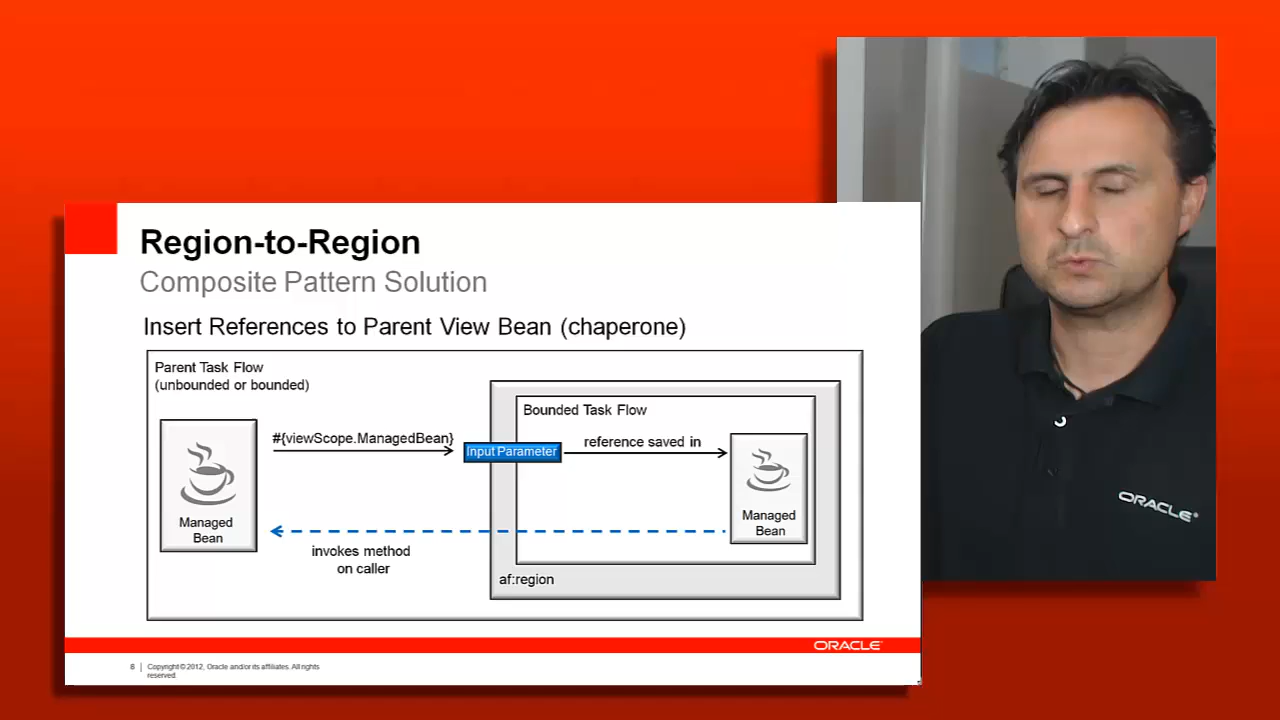 Region-to-Region
Composite Pattern Solution
Insert References to Parent View Bean (chaperone)
Parent Task Flow
(unbounded or bounded)
Bounded Task Flow
#{viewScope.ManagedBean}
Input Parameter
reference saved in
Managed
Bean
Managed
Bean
invokes method
on caller
af:region
ORACLE
8 | Copyright © 2012, Oracle and/or its affiliates. All rights
reserved.
ORACLE